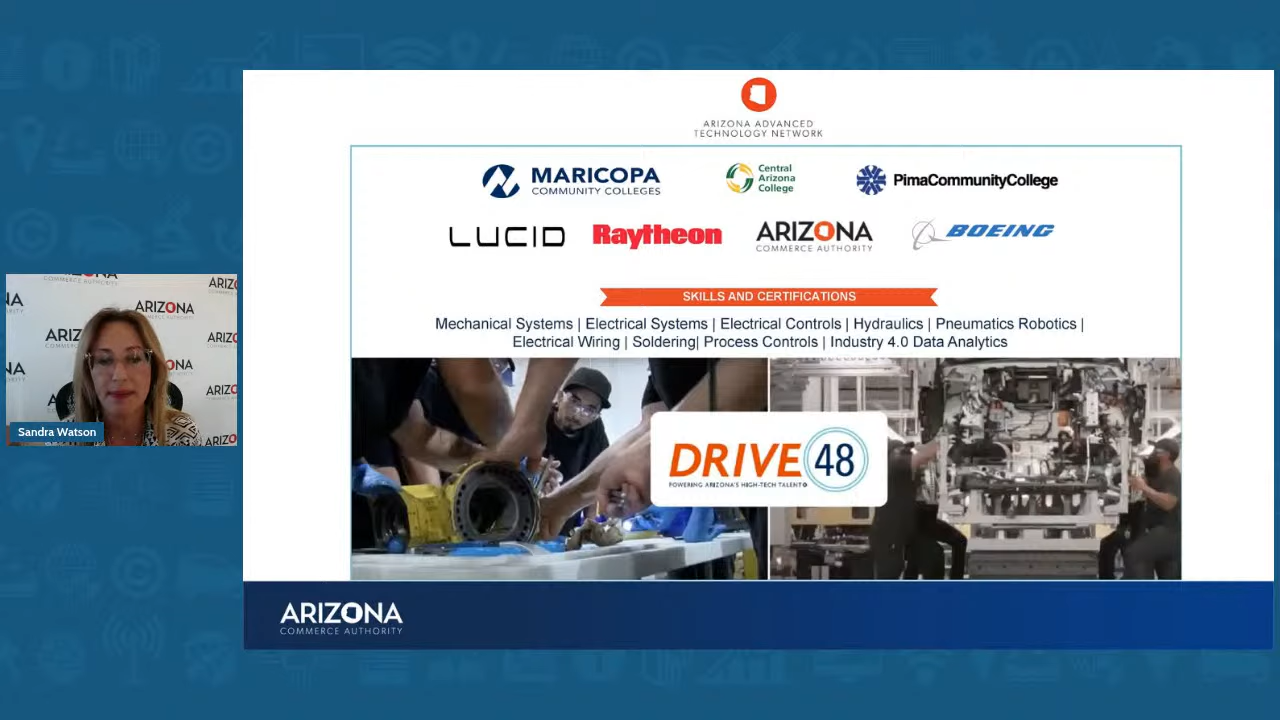 ARIZONA ADVANCED
TECHNOLOGY NETWORK
MARICOPA
COMMUNITY COLLEGES
Central
Arizona
College
PimaCommunityCollege
LUCID
Raytheon
ARIZONA
COMMERCE AUTHORITY
BOEING
SKILLS AND CERTIFICATIONS
Mechanical Systems | Electrical Systems | Electrical Controls | Hydraulics | Pneumatics Robotics |
Electrical Wiring | Soldering| Process Controls | Industry 4.0 Data Analytics
DRIVE 48
POWERING ARIZONA'S HIGH-TECH TALENT
ARIZONA
COMMERCE AUTHORITY
ARIZONA
Sandra Watson